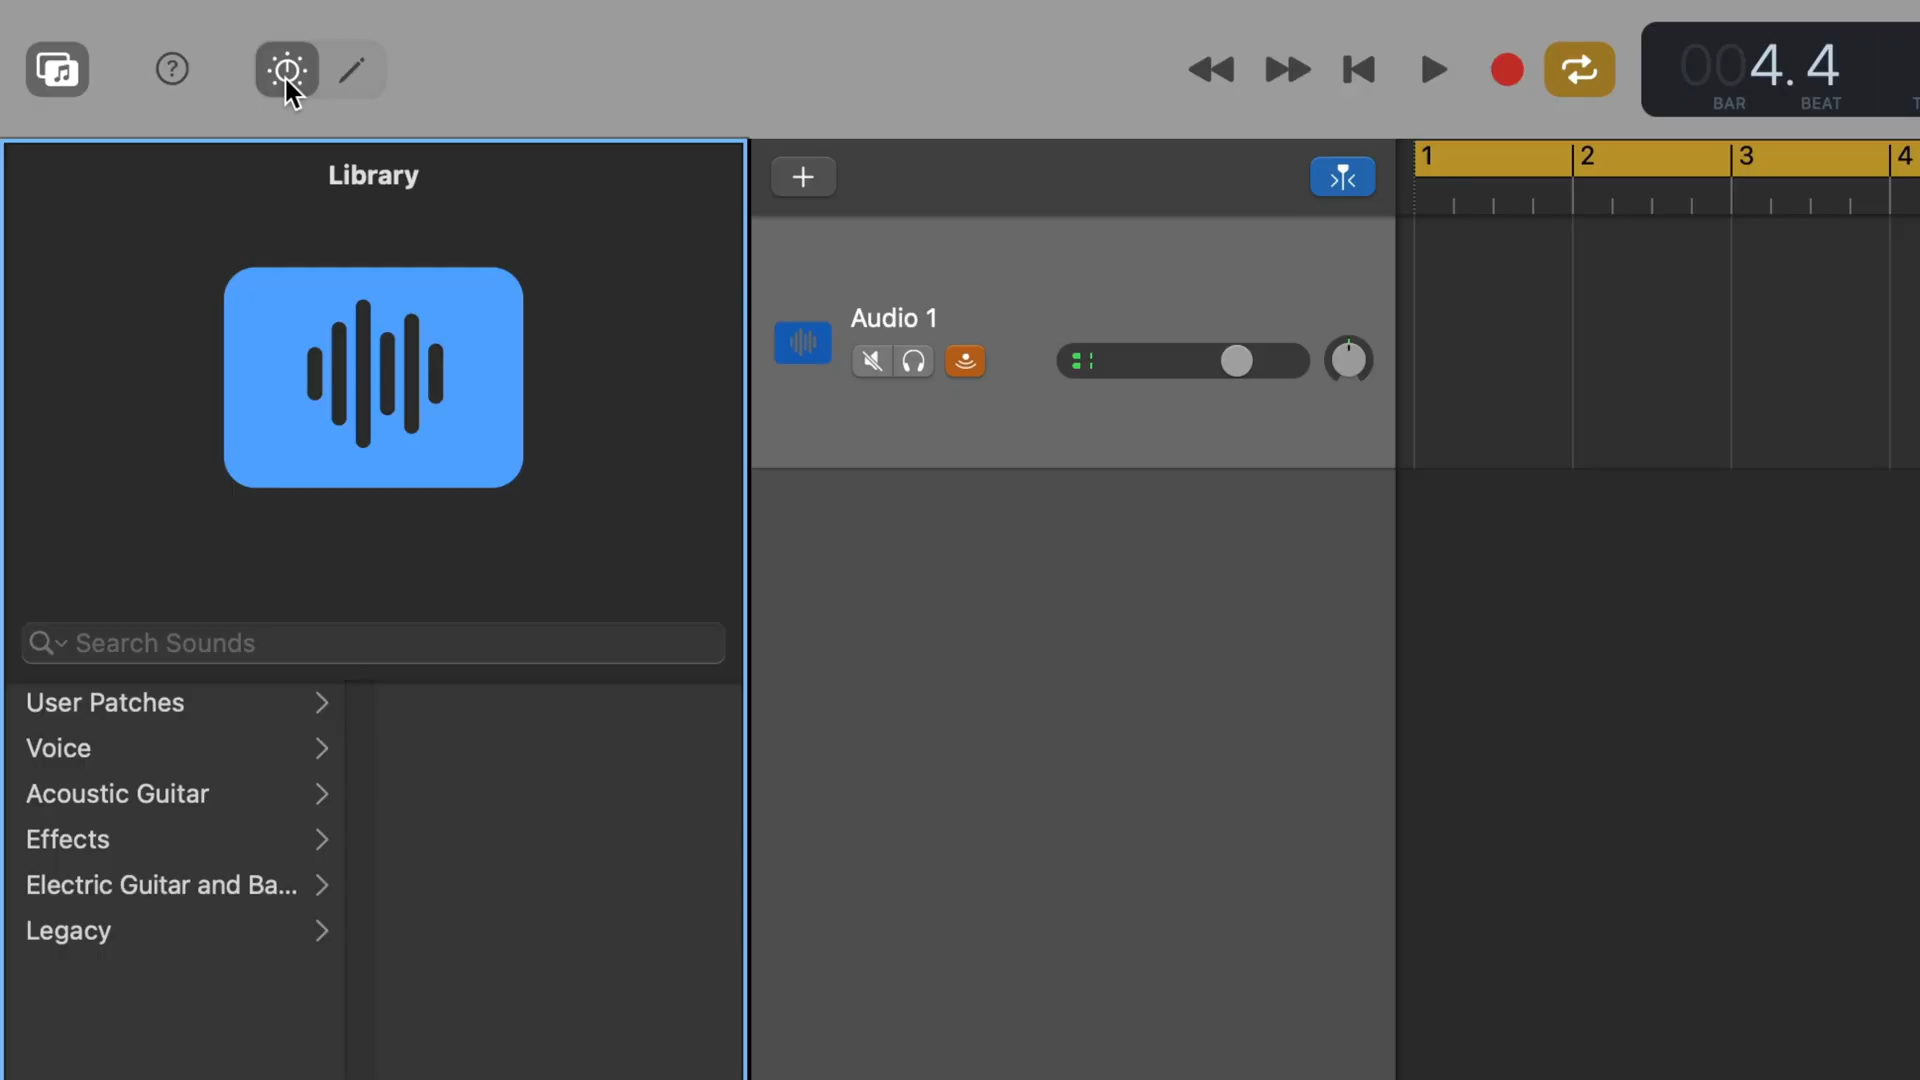 004. 4
BAR BEAT
Library
1 2 3 4
Audio 1
Search Sounds
User Patches
Voice
Acoustic Guitar
Effects
Electric Guitar and Ba...
Legacy